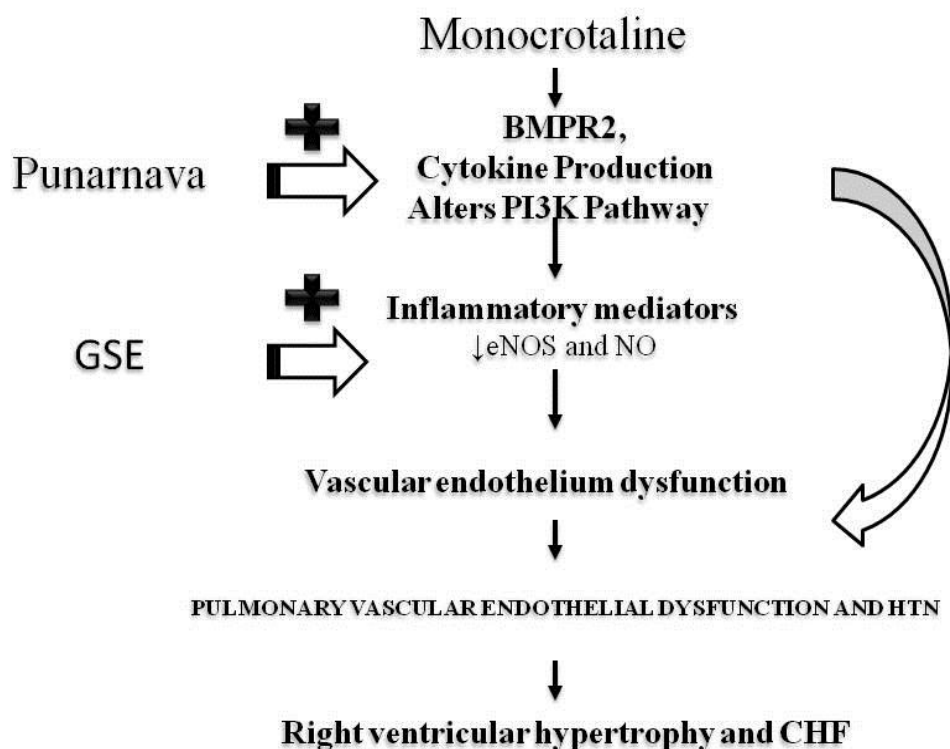 Monocrotaline
BMPR2,
Punarnava
Cytokine Production
Alters PI3K Pathway
Inflammatory mediators
GSE
↓eNOS and NO
Vascular endothelium dysfunction
PULMONARY VASCULAR ENDOTHELIAL DYSFUNCTION AND HTN
Right ventricular hypertrophy and CHF